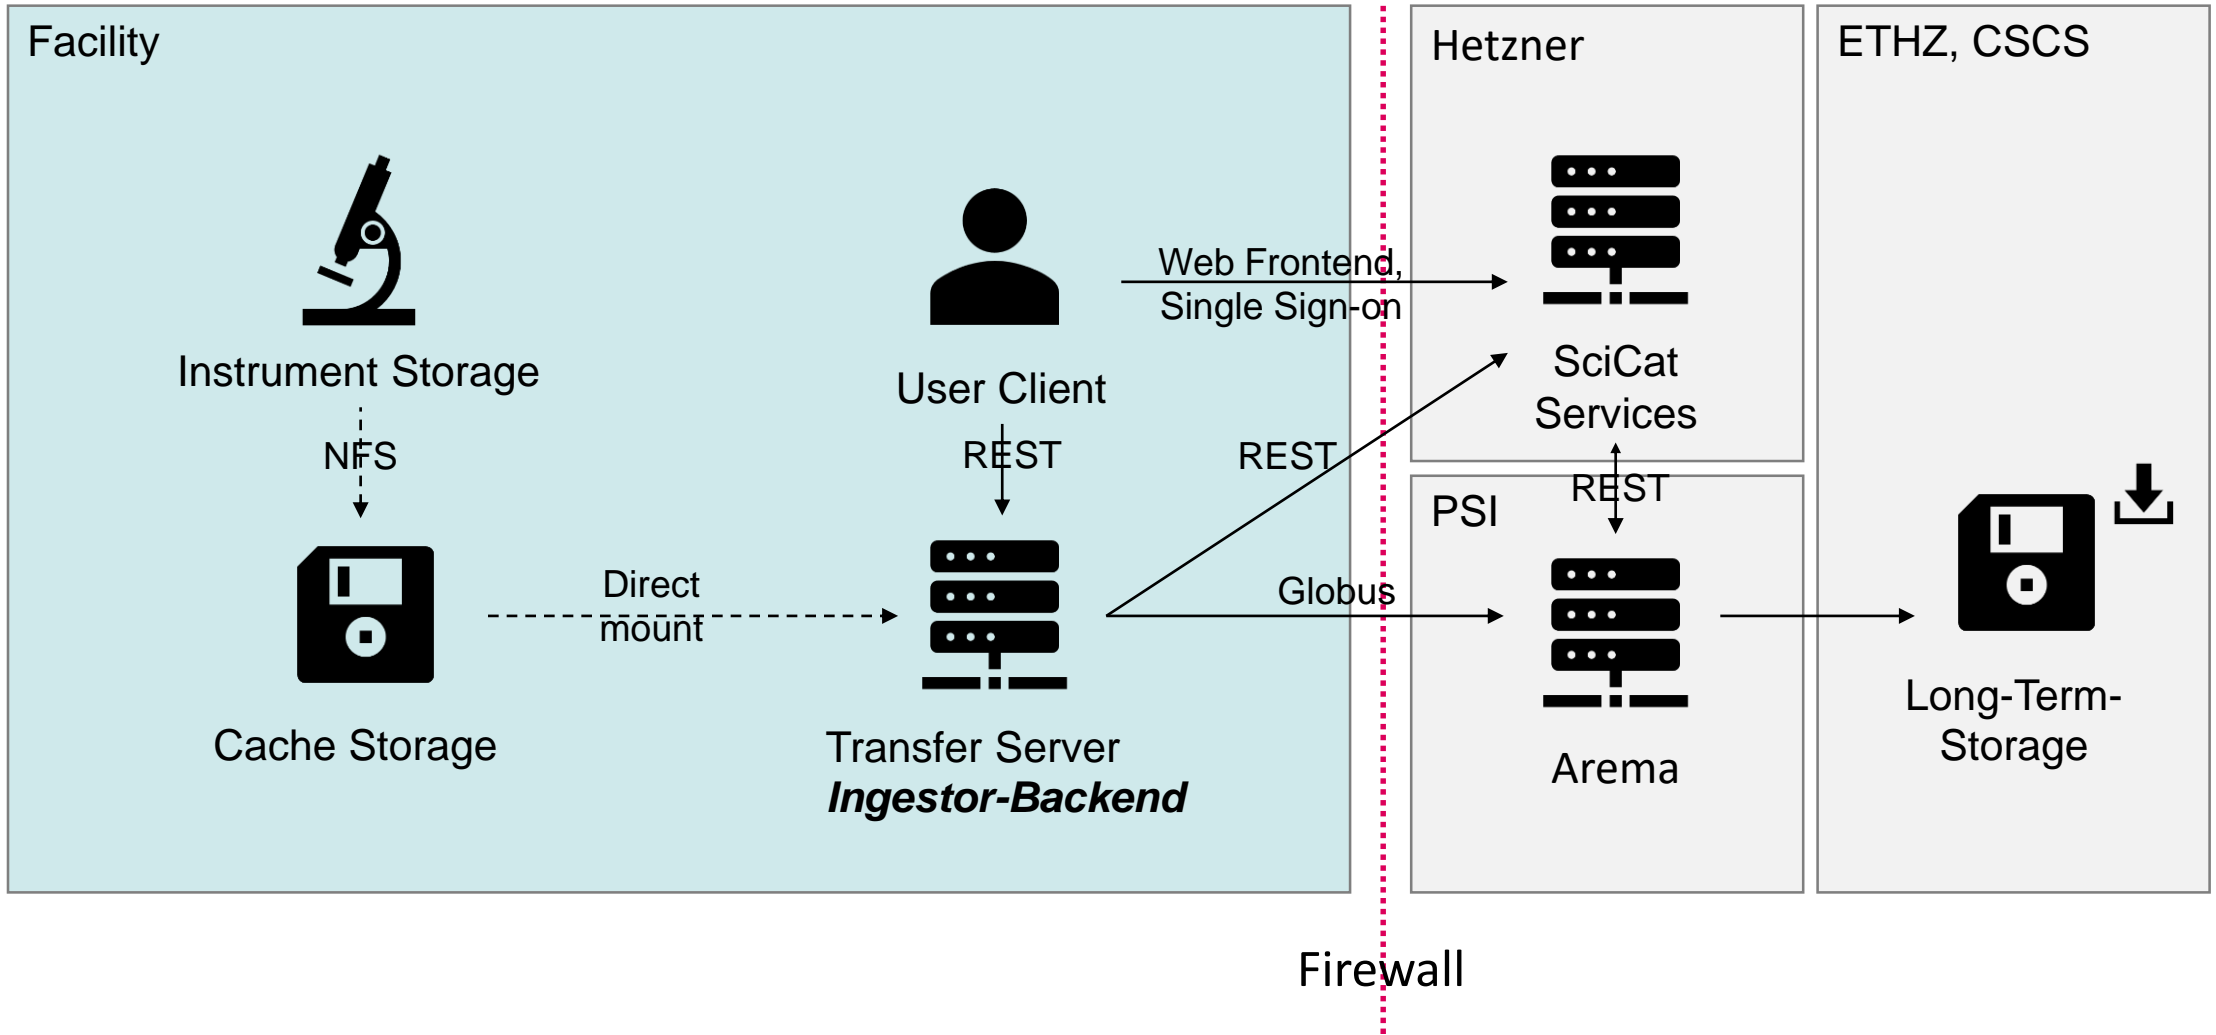 Facility
Hetzner
ETHZ, CSCS
Web Frontend,
Single Sign-on
Instrument Storage
User Client
SciCat
Services
NFS
REST
REST
REST
PSI
Direct
mount
Globus
Cache Storage
Transfer Server
Ingestor-Backend
Arema
Long-Term-
Storage
Firewall